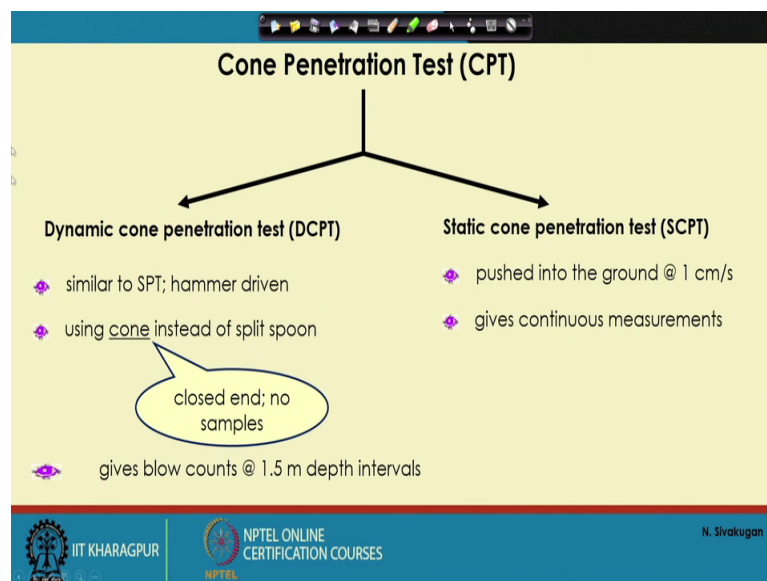 Cone Penetration Test (CPT)
Dynamic cone penetration test (DCPT)
similar to SPT; hammer driven
using cone instead of split spoon
closed end; no
samples
gives blow counts @ 1.5 m depth intervals
Static cone penetration test (SCPT)
pushed into the ground @ 1 cm/s
gives continuous measurements
IIT KHARAGPUR
NPTEL
NPTEL ONLINE
CERTIFICATION COURSES
N. Sivakugan